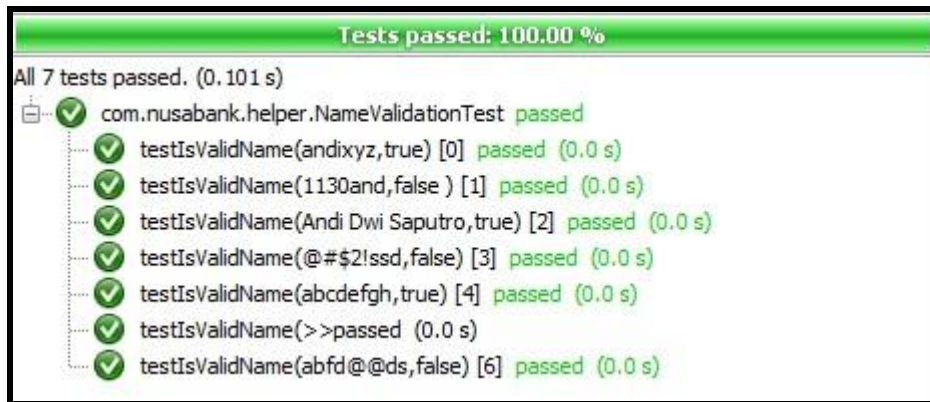 Tests passed: 100.00 %
All 7 tests passed. (0.101 s)
com.nusabank.helper.NameValidationTest passed
testIsValidName(andixyz,true) [0] passed (0.0 s)
testIsValidName(1130and,false ) [1] passed (0.0 s)
testIsValidName(Andi Dwi Saputro,true) [2] passed (0.0 s)
testIsValidName(@#$2!ssd,false) [3] passed (0.0 s)
testIsValidName(abcdefgh,true) [4] passed (0.0 s)
testIsValidName(>>passed (0.0 s)
testIsValidName(abfd@@ds,false) [6] passed (0.0 s)